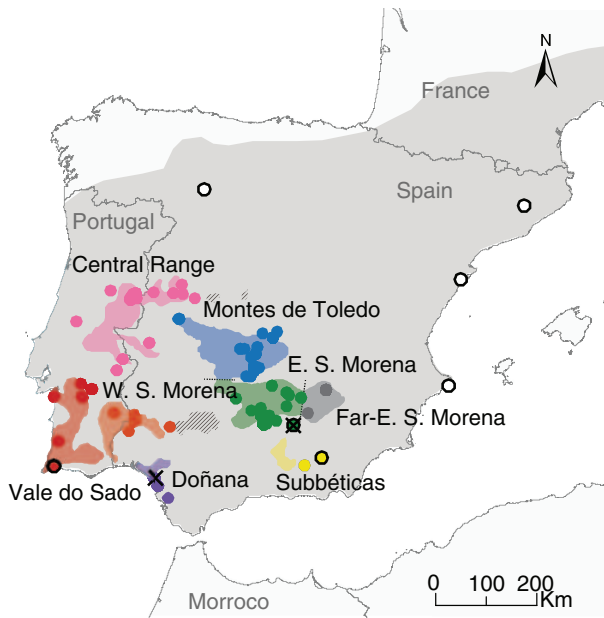 N
France
Spain
Portugal
Central Range
Montes de Toledo
E. S. Morena
W. S. Morena
Far-E. S. Morena
Vale do Sado
Doñana
Subbéticas
Morroco
0 100 200
Km